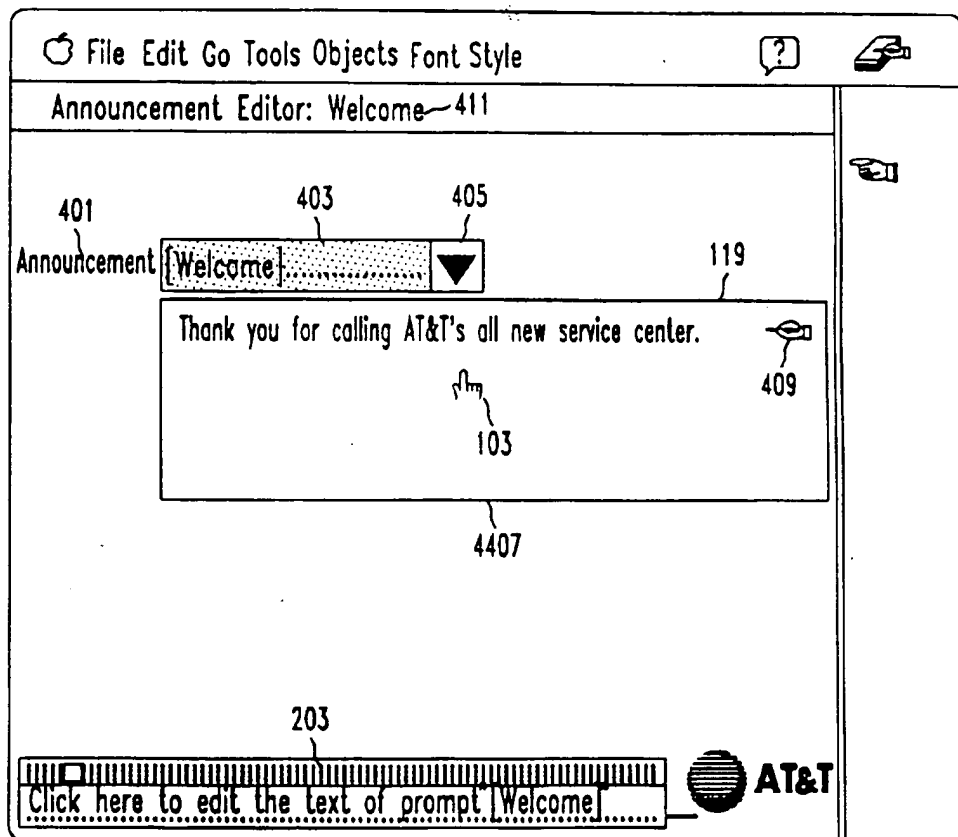 File Edit Go Tools Objects Font Style ?
Announcement Editor: Welcome 411
403 405
401
Announcement [Welcome]
119
Thank you for calling AT&T's all new service center.
409
103
4407
203
AT&T
Click here to edit the text of prompt "[Welcome]"